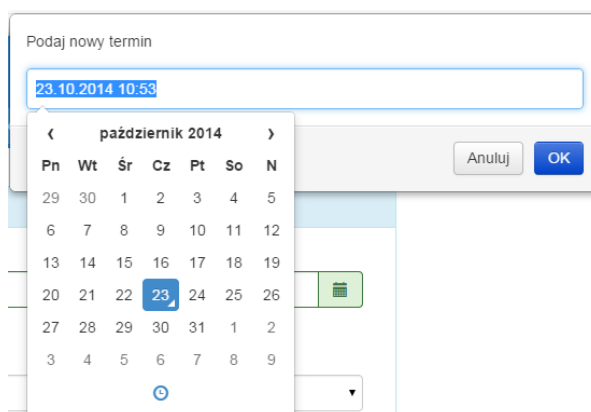 Podaj nowy termin
23.10.2014 10:53
‹ październik 2014 ›
Pn Wt Śr Cz Pt So N
29 30 1 2 3 4 5
6 7 8 9 10 11 12
13 14 15 16 17 18 19
20 21 22 23 24 25 26
27 28 29 30 31 1 2
3 4 5 6 7 8 9
Anuluj OK